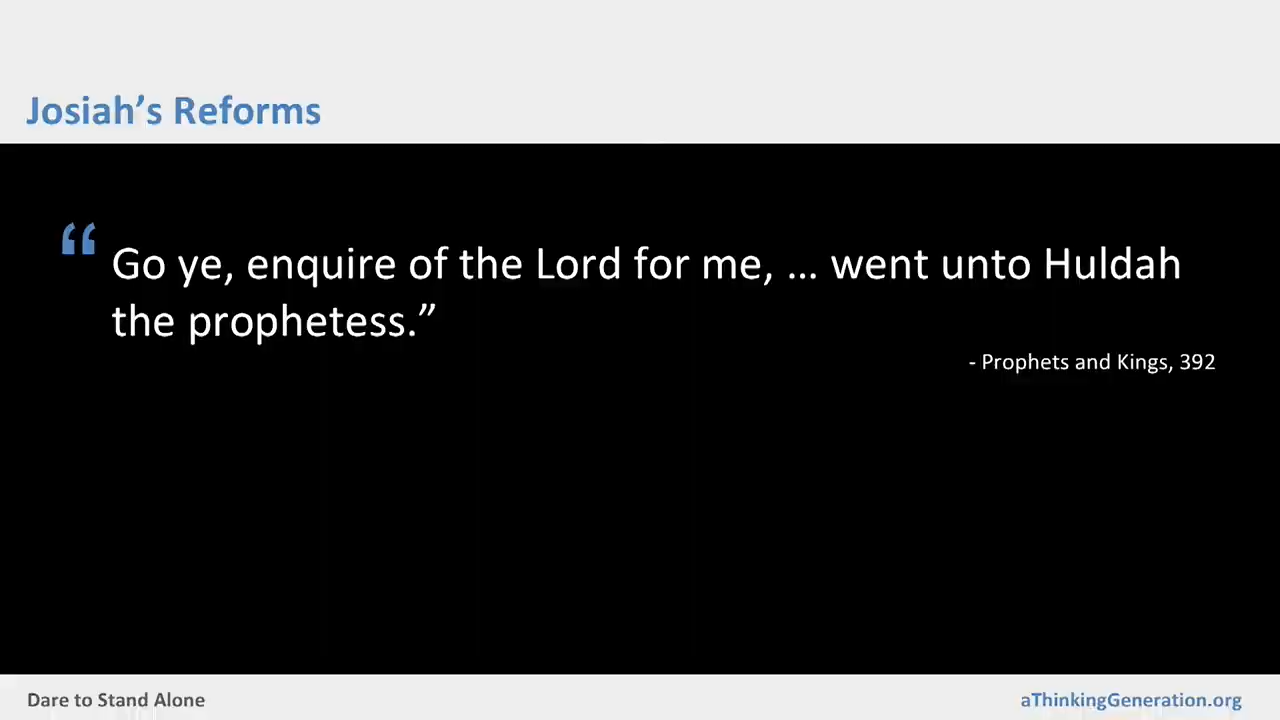 Josiah’s Reforms
“ Go ye, enquire of the Lord for me, … went unto Huldah
the prophetess.”
- Prophets and Kings, 392
Dare to Stand Alone
aThinkingGeneration.org